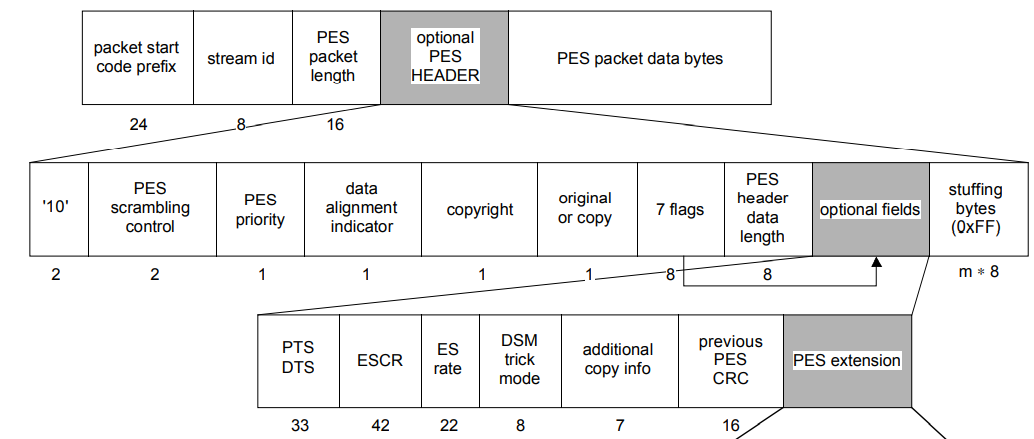 packet start
code prefix
stream id
PES
packet
length
optional
PES
HEADER
PES packet data bytes
24
8
16
'10'
PES
scrambling
control
PES
priority
data
alignment
indicator
copyright
original
or copy
7 flags
PES
header
data
length
optional fields
stuffing
bytes
(0xFF)
2
2
1
1
1
1
8
8
m ∗ 8
PTS
DTS
ESCR
ES
rate
DSM
trick
mode
additional
copy info
previous
PES
CRC
PES extension
33
42
22
8
7
16